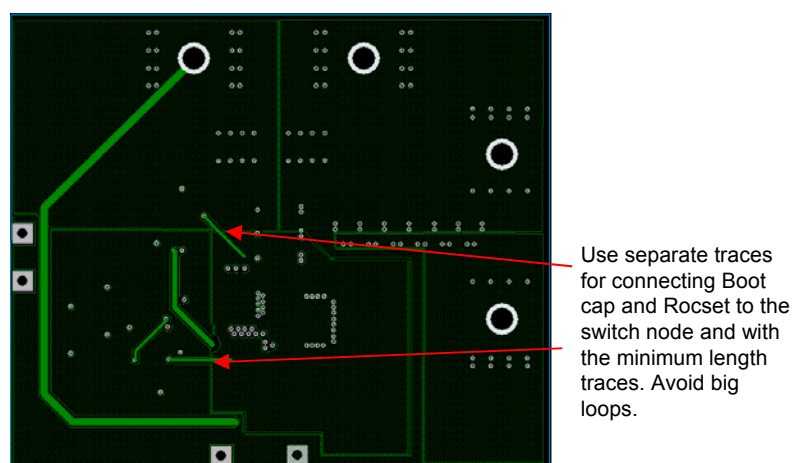 Use separate traces
for connecting Boot
cap and Rocset to the
switch node and with
the minimum length
traces. Avoid big
loops.